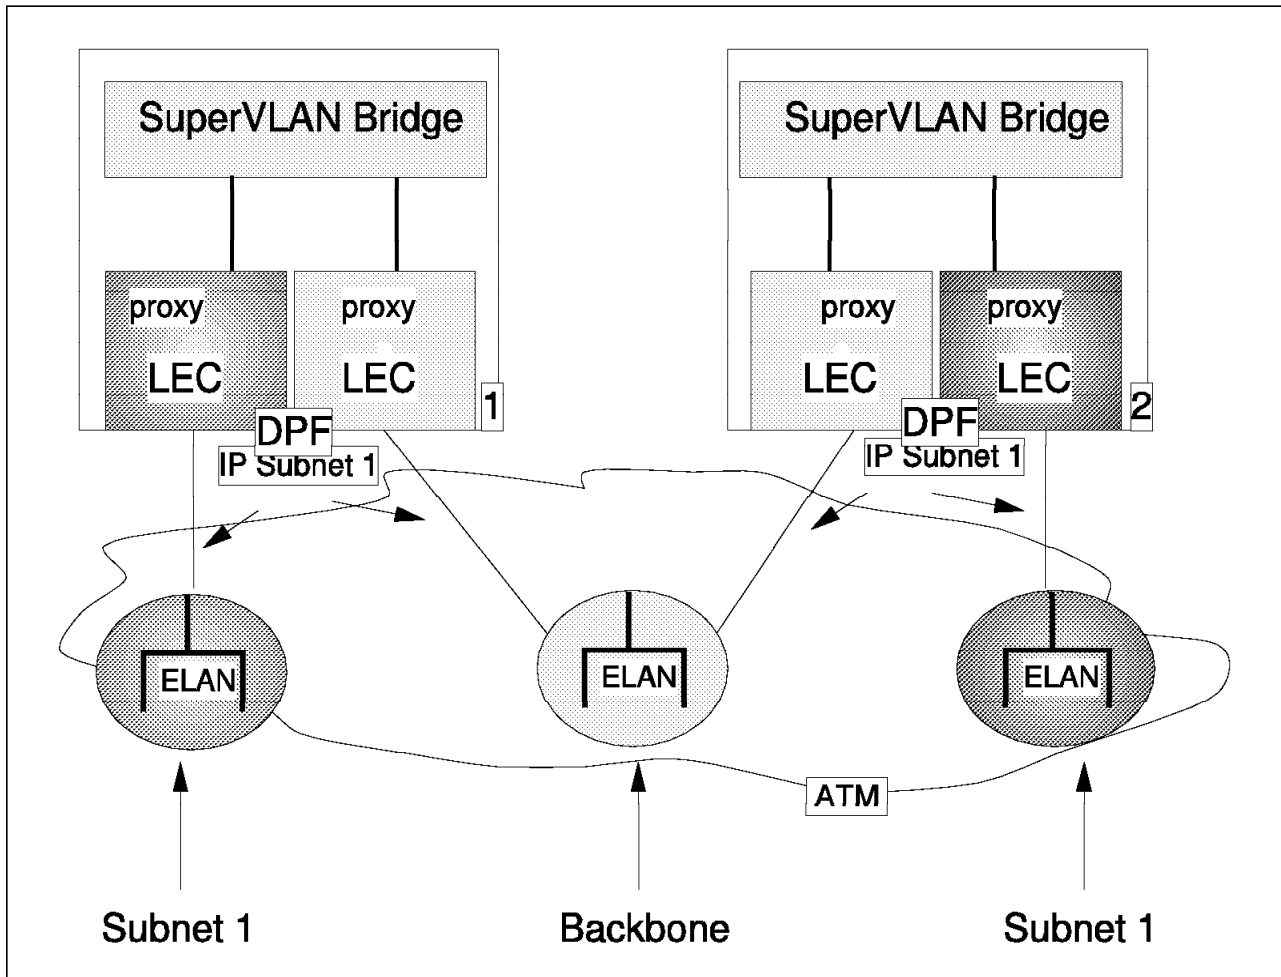 SuperVLAN Bridge
SuperVLAN Bridge
proxy
LEC
proxy
LEC
1
DPF
IP Subnet 1
proxy
LEC
proxy
LEC
2
DPF
IP Subnet 1
ELAN
ELAN
ELAN
ATM
Subnet 1
Backbone
Subnet 1